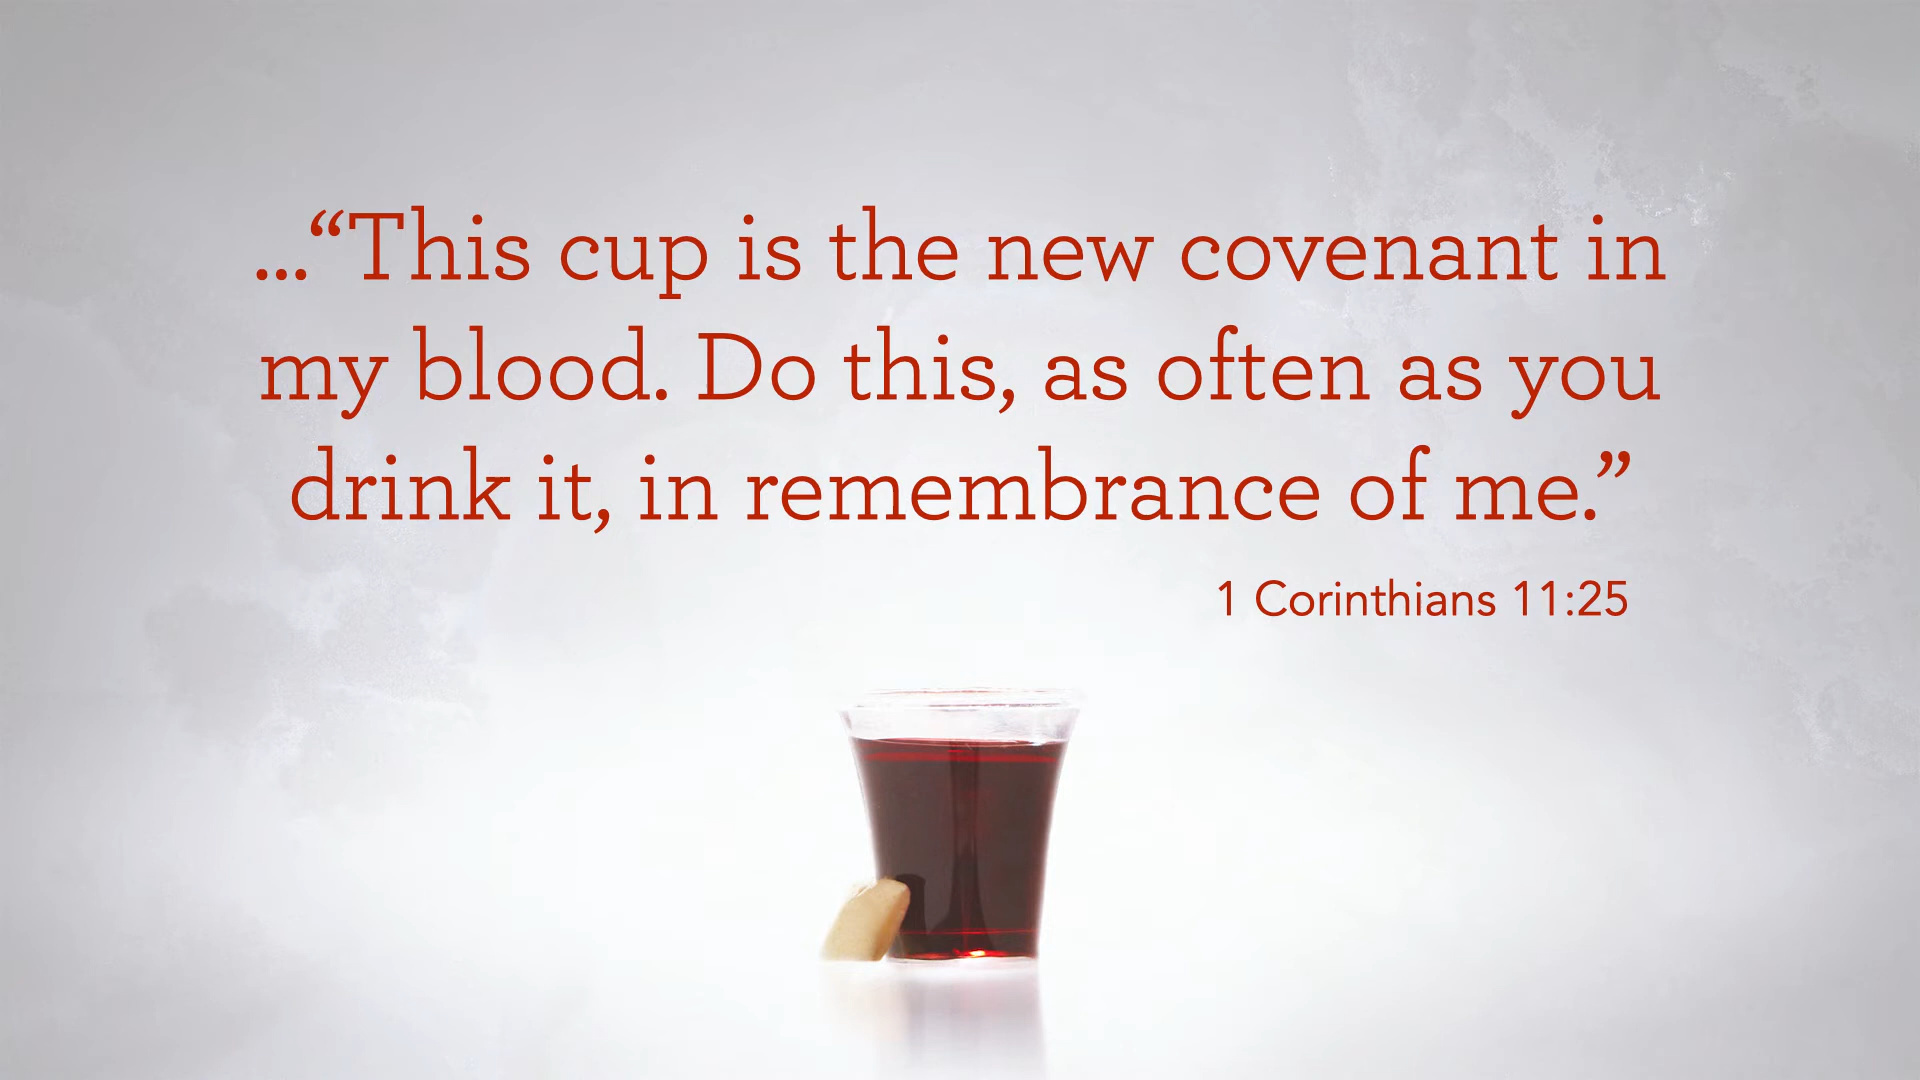 …“This cup is the new covenant in
my blood. Do this, as often as you
drink it, in remembrance of me.”
1 Corinthians 11:25